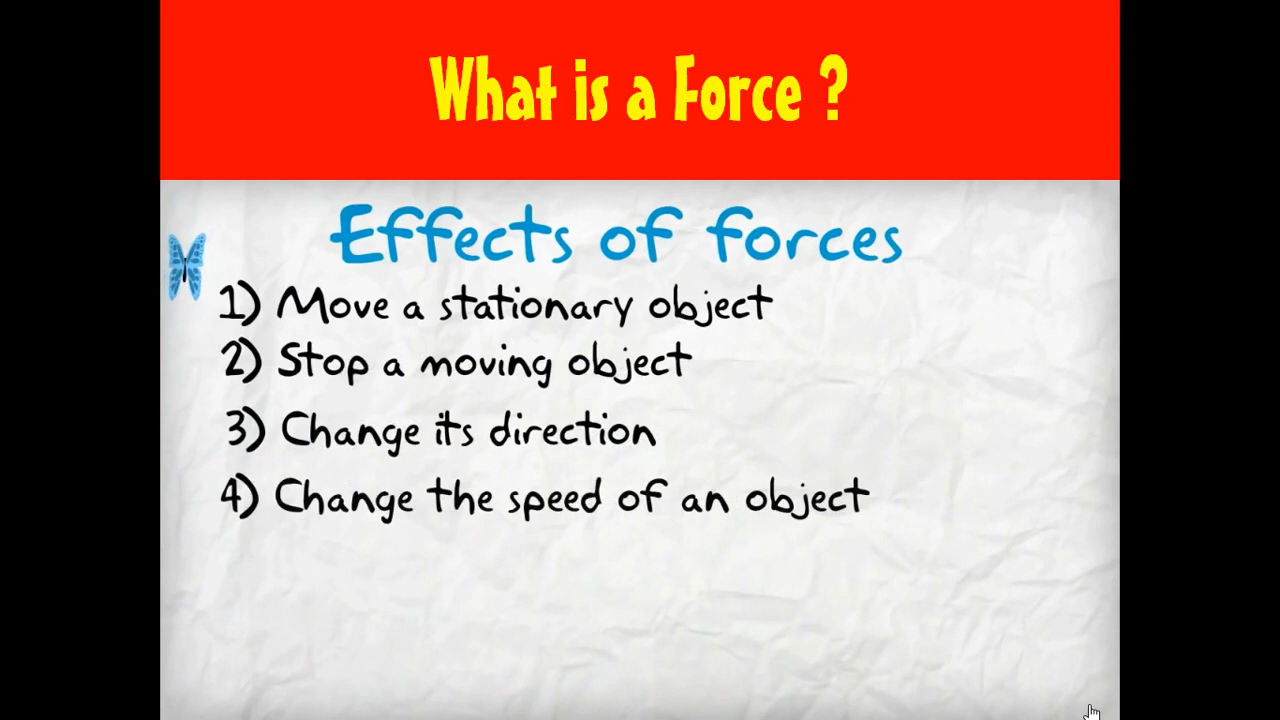 What is a Force ?
Effects of forces
1) Move a stationary object
2) Stop a moving object
3) Change its direction
4) Change the speed of an object